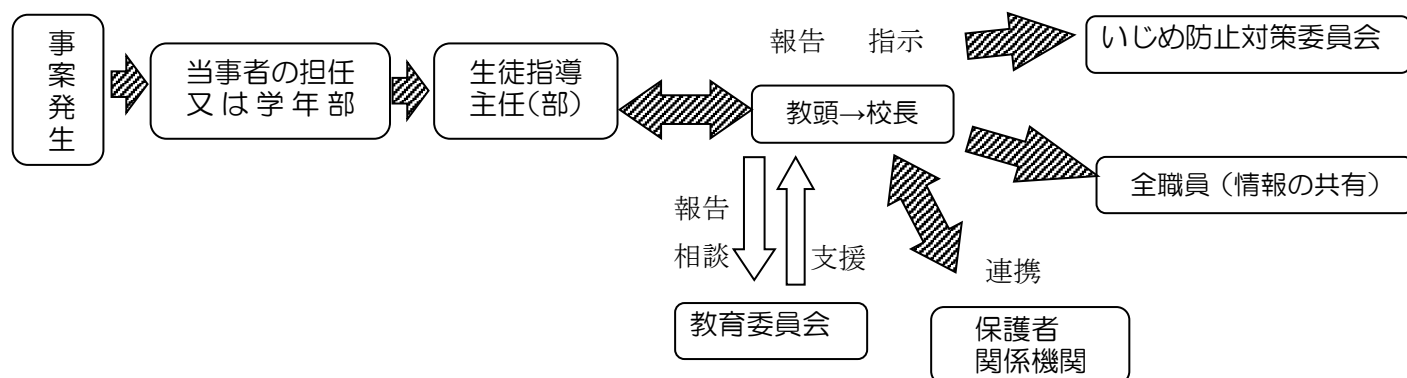 事案発生
当事者の担任
又は学年部
生徒指導
主任(部)
報告 指示
教頭→校長
いじめ防止対策委員会
全職員（情報の共有）
報告
相談
支援
連携
教育委員会
保護者
関係機関